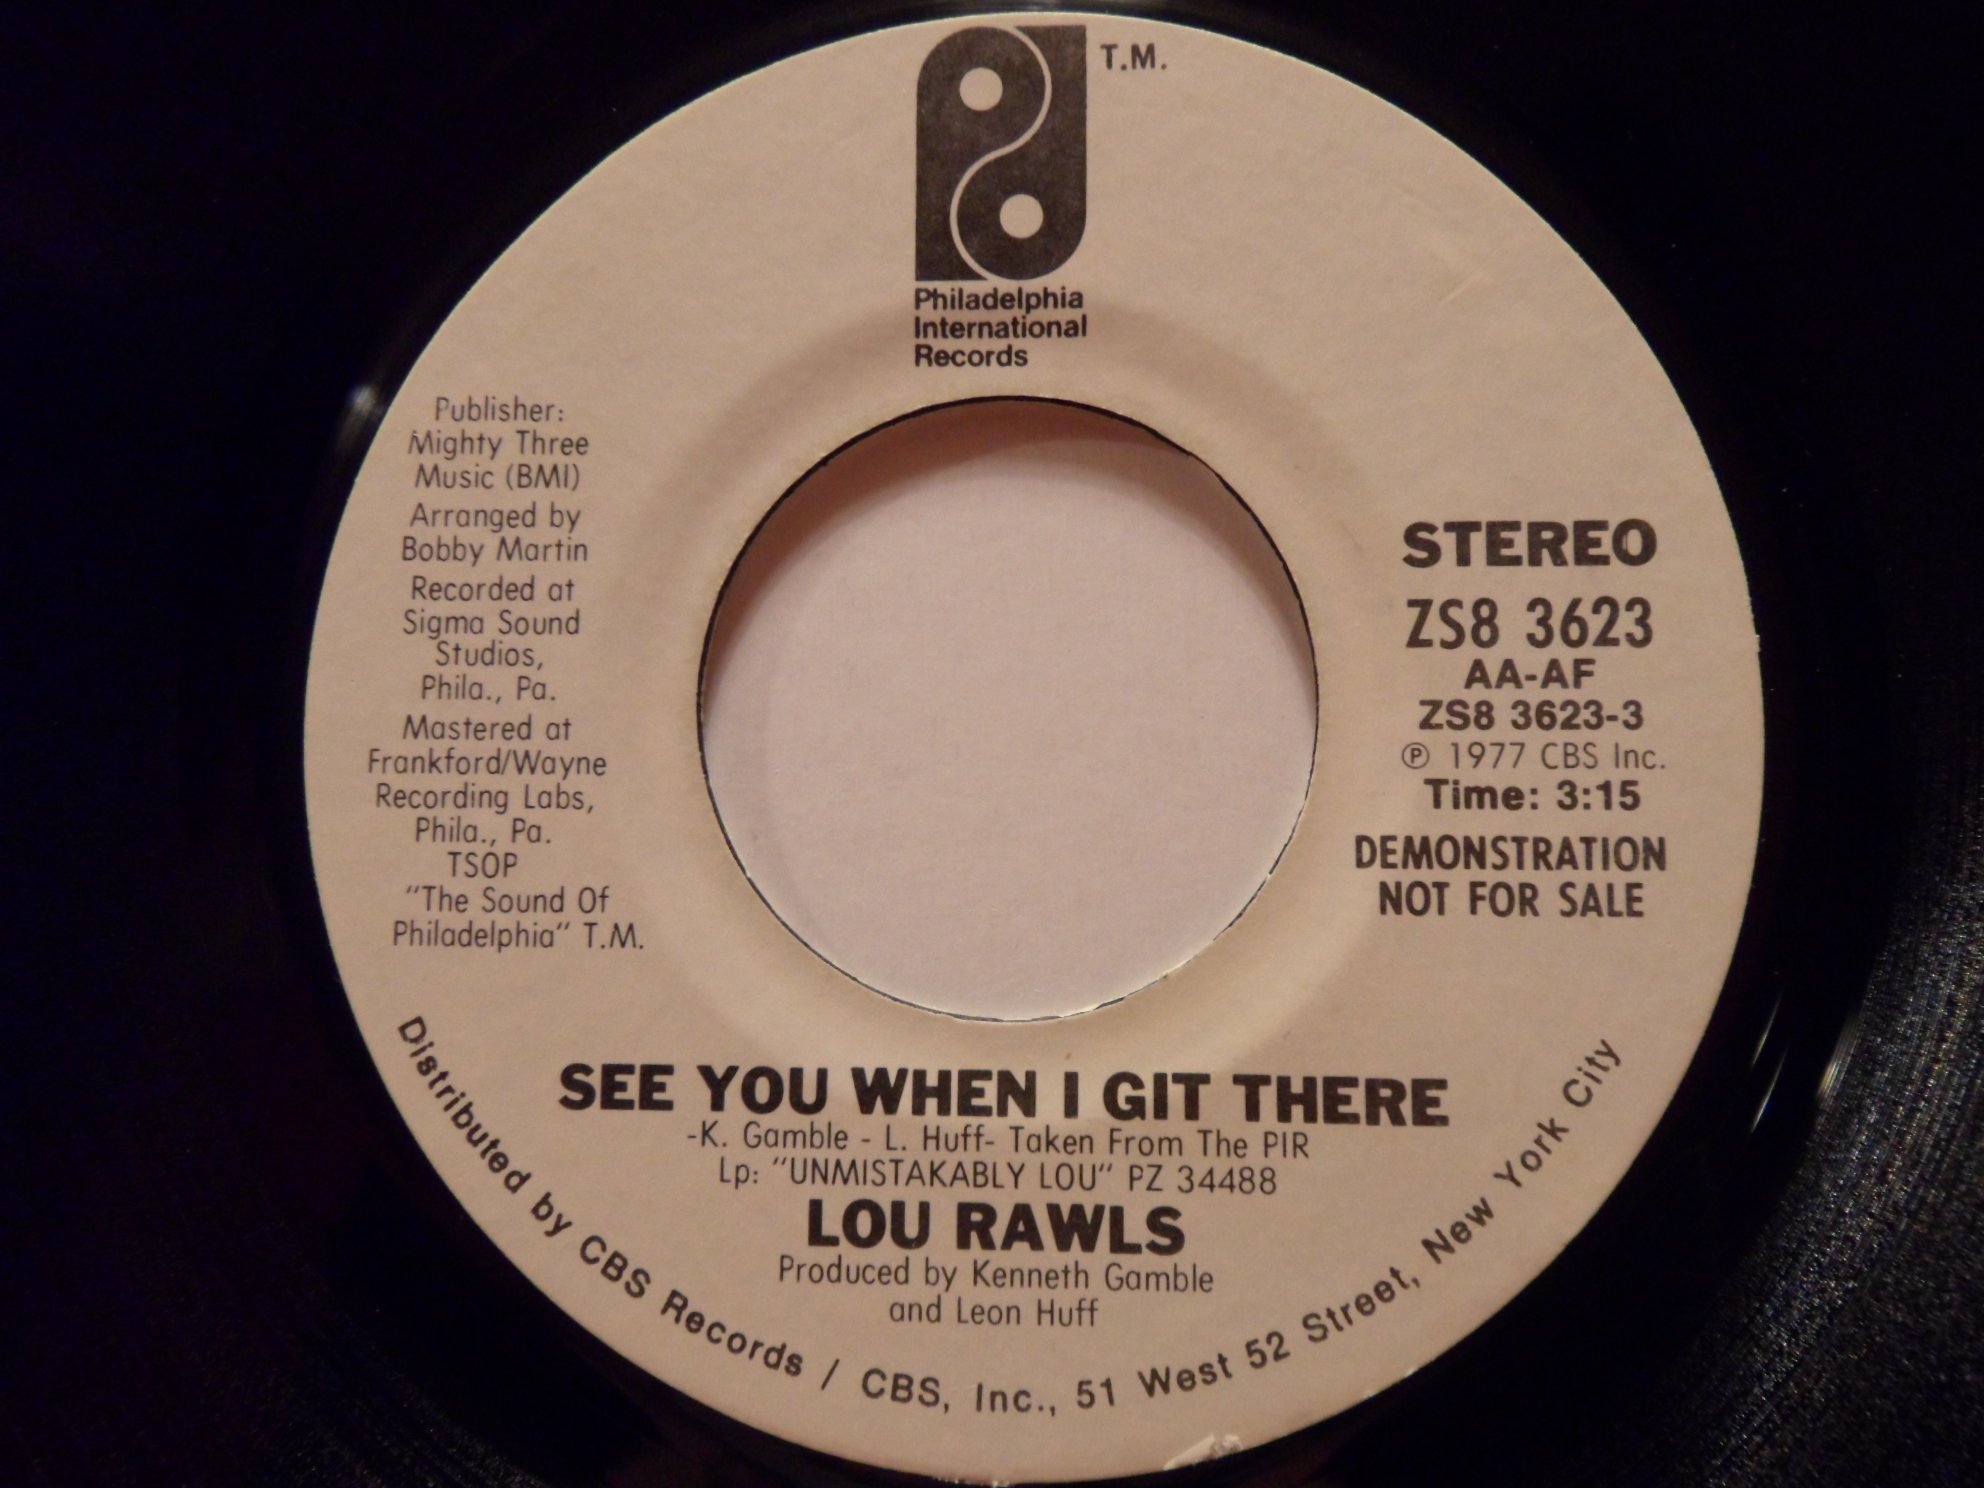 T.M.
Philadelphia
International
Records
Publisher:
Mighty Three
Music (BMI)
Arranged by
Bobby Martin
Recorded at
Sigma Sound
Studios,
Phila., Pa.
Mastered at
Frankford/Wayne
Recording Labs,
Phila., Pa.
TSOP
"The Sound Of
Philadelphia" T.M.
STEREO
ZS8 3623
AA-AF
ZS8 3623-3
℗ 1977 CBS Inc.
Time: 3:15
DEMONSTRATION
NOT FOR SALE
SEE YOU WHEN I GIT THERE
-K. Gamble - L. Huff- Taken From The PIR
Lp: "UNMISTAKABLY LOU" PZ 34488
LOU RAWLS
Produced by Kenneth Gamble
and Leon Huff
Distributed by CBS Records / CBS, Inc., 51 West 52 Street, New York City